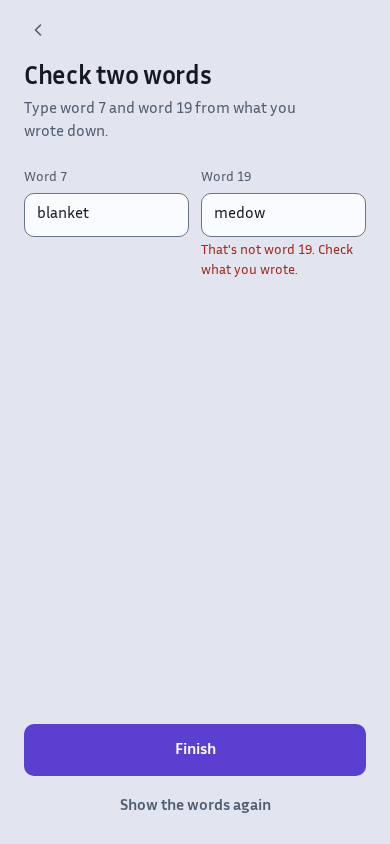 Check two words
Type word 7 and word 19 from what you
wrote down.
Word 7
Word 19
blanket
medow
That's not word 19. Check
what you wrote.
Finish
Show the words again